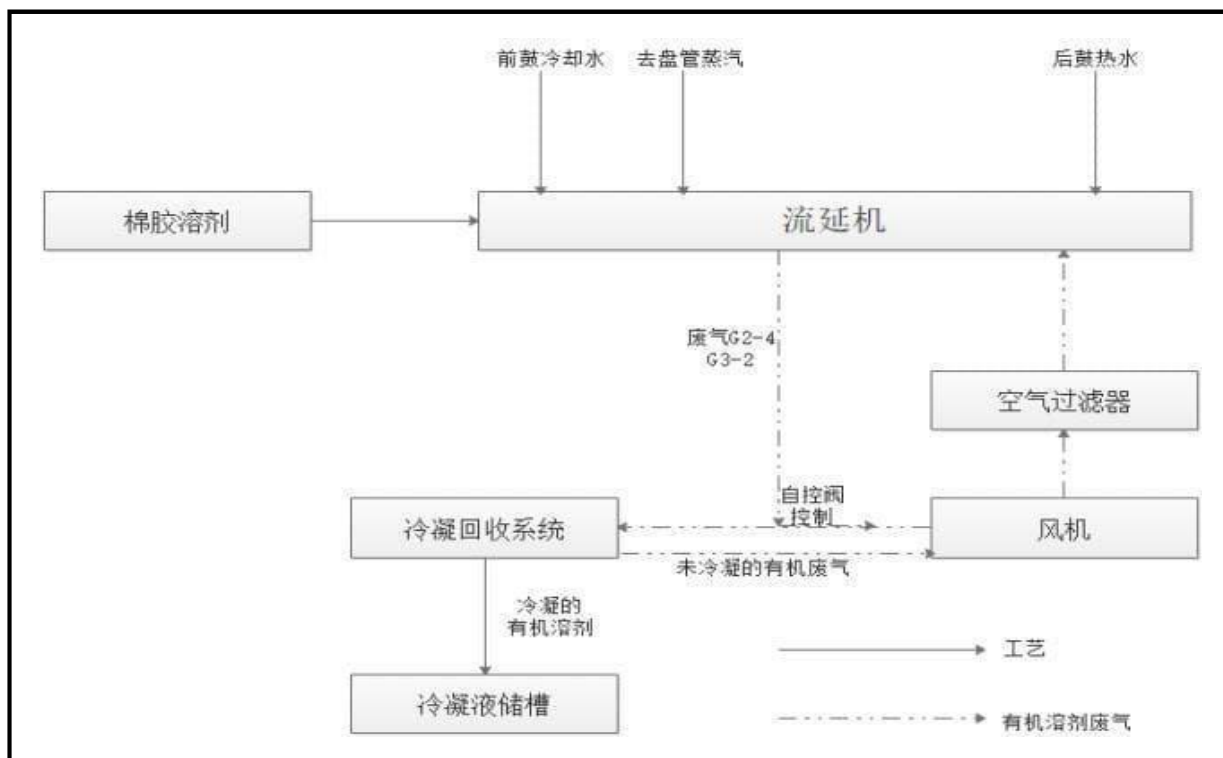 前鼓冷却水
去盘管蒸汽
后鼓热水
棉胶溶剂
流延机
废气G2-4
G3-2
空气过滤器
自控阀
控制
冷凝回收系统
风机
未冷凝的有机废气
冷凝的
有机溶剂
工艺
冷凝液储槽
有机溶剂废气